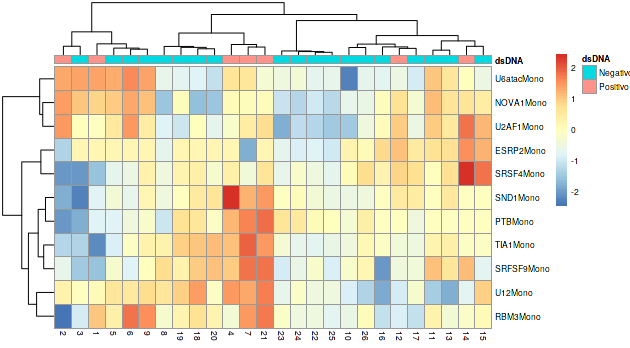 dsDNA
dsDNA
Negativo
Positivo
2
1
0
-1
-2
U6atacMono
NOVA1Mono
U2AF1Mono
ESRP2Mono
SRSF4Mono
SND1Mono
PTBMono
TIA1Mono
SRFSF9Mono
U12Mono
RBM3Mono
2 3 1 5 6 9 8 19 18 20 4 7 21 23 24 22 25 10 26 16 12 17 11 13 14 15